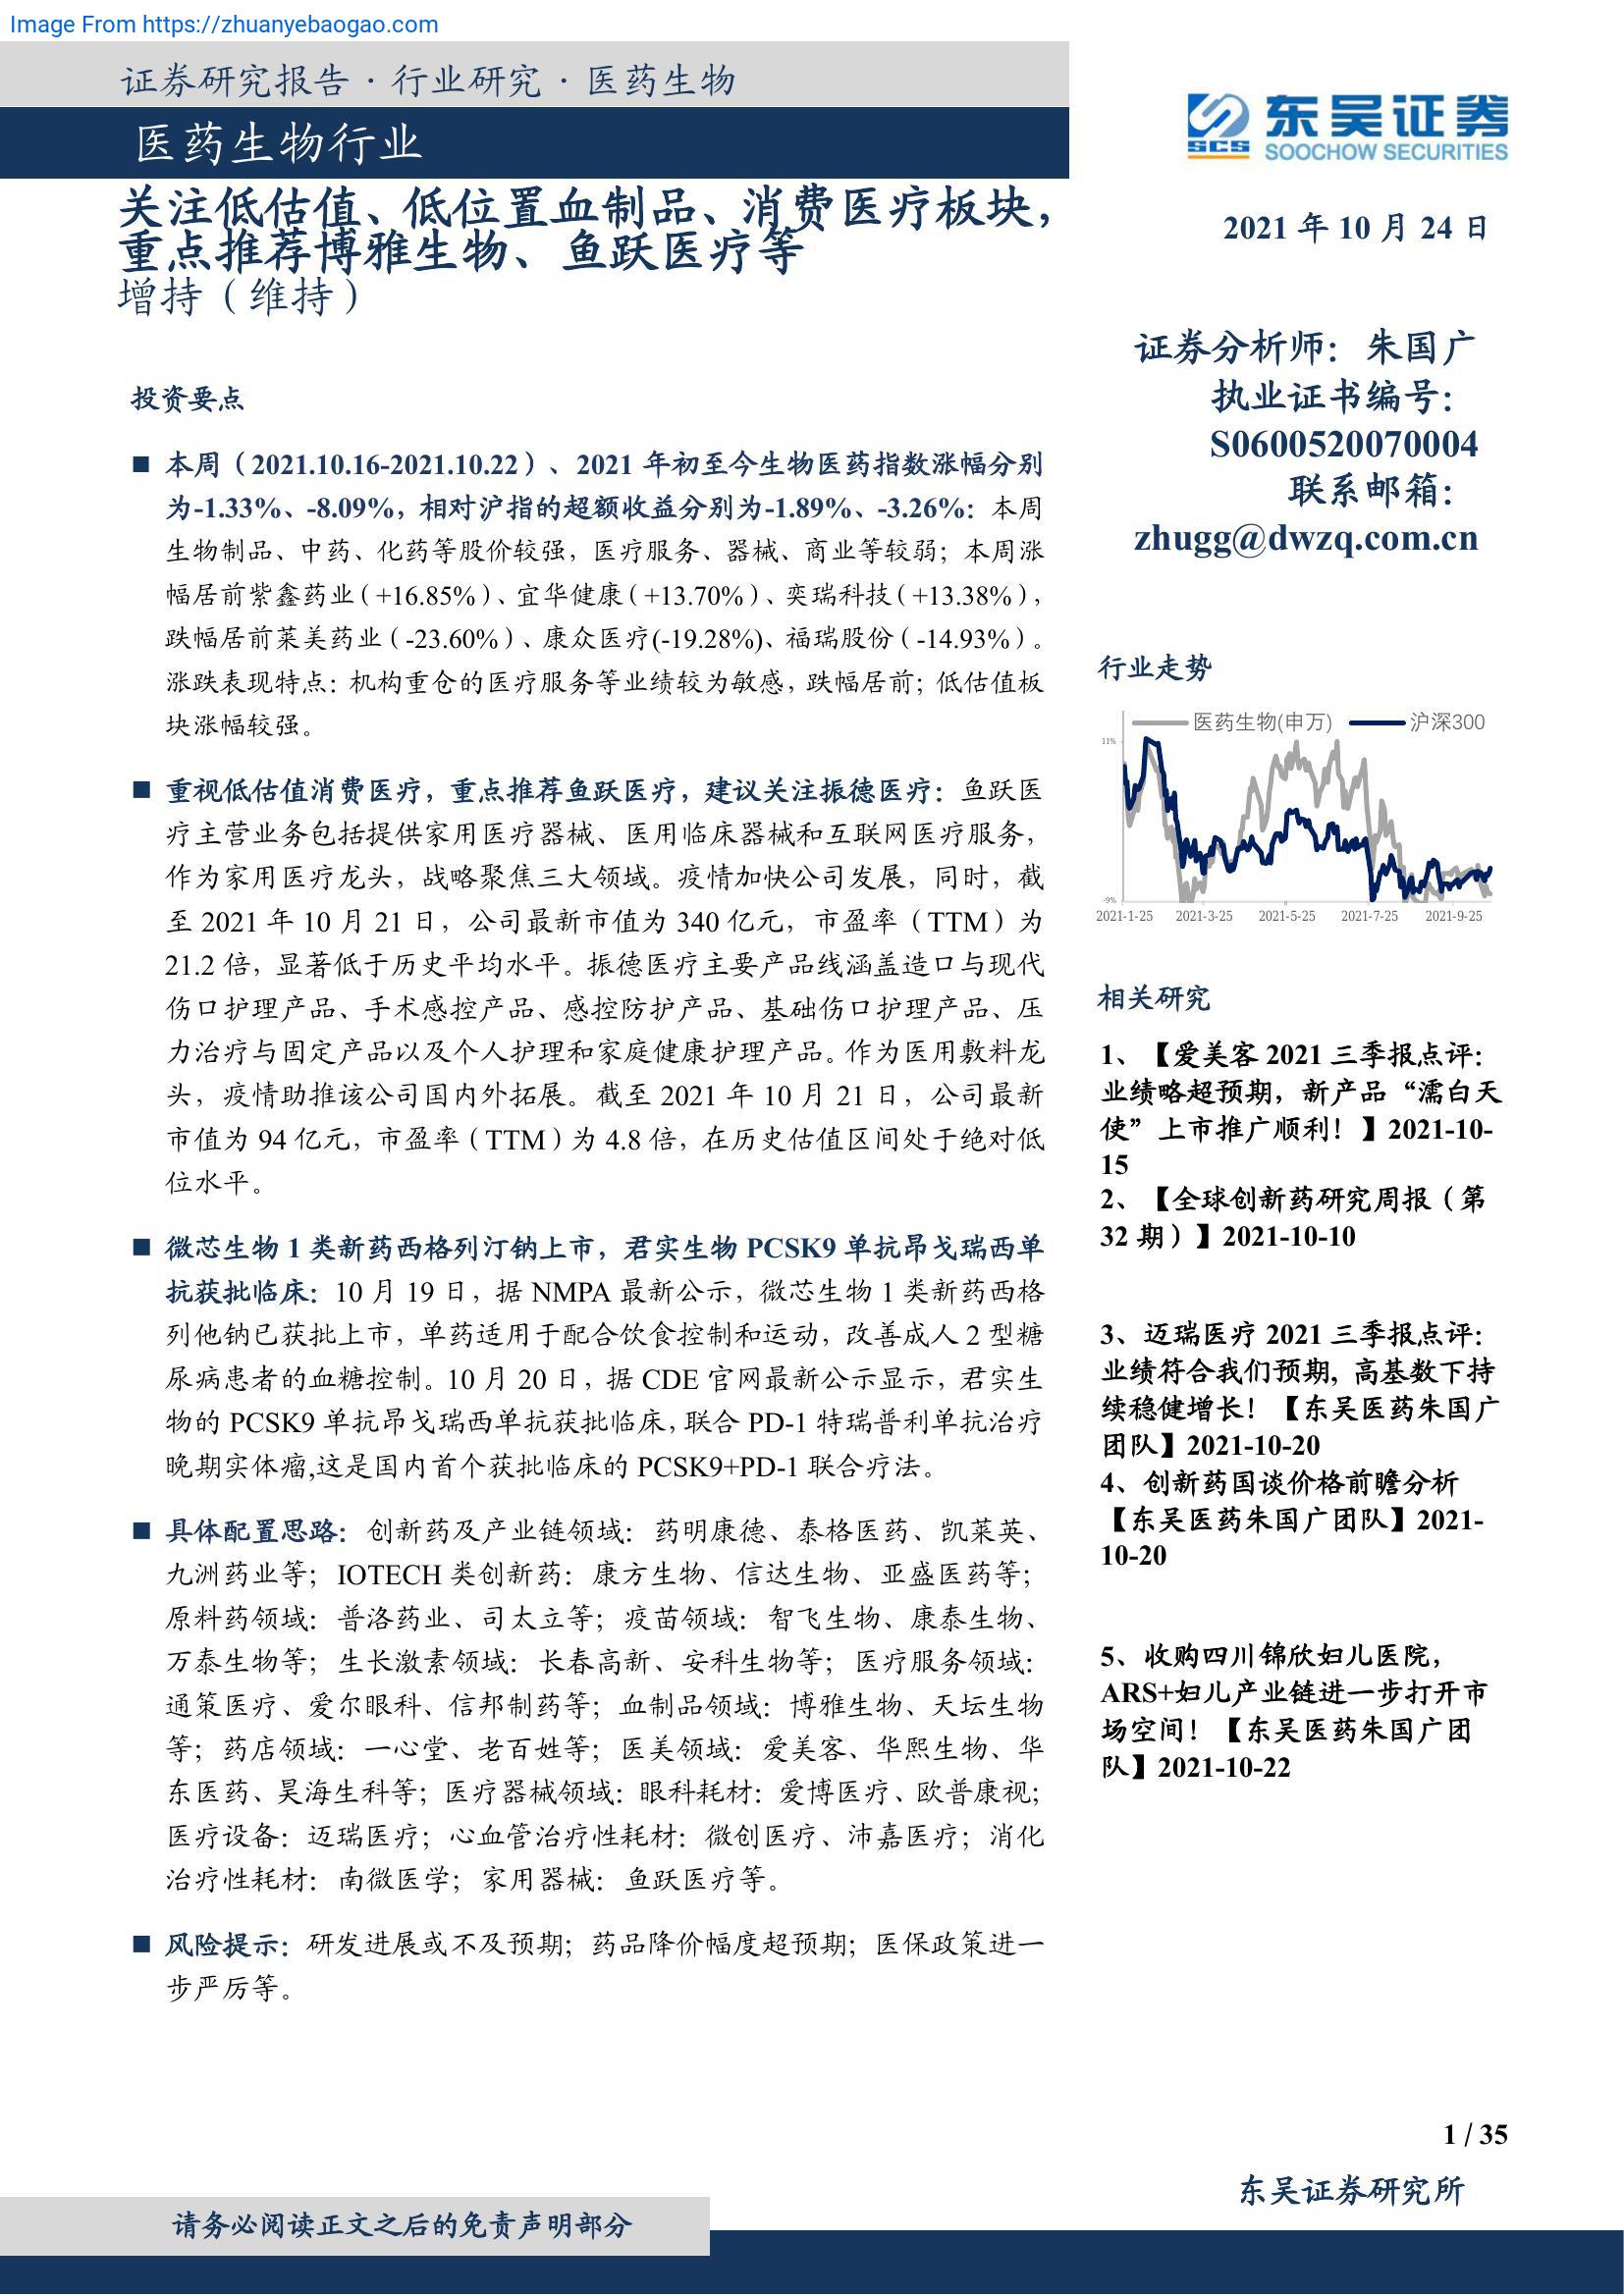 Image From https://zhuanyebaogao.com
证券研究报告·行业研究·医药生物
医药生物行业
关注低估值、低位置血制品、消费医疗板块，
重点推荐博雅生物、鱼跃医疗等
增持（维持）
投资要点
■ 本周（2021.10.16-2021.10.22）、2021 年初至今生物医药指数涨幅分别
为-1.33%、-8.09%，相对沪指的超额收益分别为-1.89%、-3.26%：本周
生物制品、中药、化药等股价较强，医疗服务、器械、商业等较弱；本周涨
幅居前紫鑫药业（+16.85%）、宜华健康（+13.70%）、奕瑞科技（+13.38%），
跌幅居前莱美药业（-23.60%）、康众医疗(-19.28%)、福瑞股份（-14.93%）。
涨跌表现特点：机构重仓的医疗服务等业绩较为敏感，跌幅居前；低估值板
块涨幅较强。
■ 重视低估值消费医疗，重点推荐鱼跃医疗，建议关注振德医疗：鱼跃医
疗主营业务包括提供家用医疗器械、医用临床器械和互联网医疗服务，
作为家用医疗龙头，战略聚焦三大领域。疫情加快公司发展，同时，截
至 2021 年 10 月 21 日，公司最新市值为 340 亿元，市盈率（TTM）为
21.2 倍，显著低于历史平均水平。振德医疗主要产品线涵盖造口与现代
伤口护理产品、手术感控产品、感控防护产品、基础伤口护理产品、压
力治疗与固定产品以及个人护理和家庭健康护理产品。作为医用敷料龙
头，疫情助推该公司国内外拓展。截至 2021 年 10 月 21 日，公司最新
市值为 94 亿元，市盈率（TTM）为 4.8 倍，在历史估值区间处于绝对低
位水平。
■ 微芯生物 1 类新药西格列汀钠上市，君实生物 PCSK9 单抗昂戈瑞西单
抗获批临床：10 月 19 日，据 NMPA 最新公示，微芯生物 1 类新药西格
列他钠已获批上市，单药适用于配合饮食控制和运动，改善成人 2 型糖
尿病患者的血糖控制。10 月 20 日，据 CDE 官网最新公示显示，君实生
物的 PCSK9 单抗昂戈瑞西单抗获批临床，联合 PD-1 特瑞普利单抗治疗
晚期实体瘤,这是国内首个获批临床的 PCSK9+PD-1 联合疗法。
■ 具体配置思路：创新药及产业链领域：药明康德、泰格医药、凯莱英、
九洲药业等；IOTECH 类创新药：康方生物、信达生物、亚盛医药等；
原料药领域：普洛药业、司太立等；疫苗领域：智飞生物、康泰生物、
万泰生物等；生长激素领域：长春高新、安科生物等；医疗服务领域：
通策医疗、爱尔眼科、信邦制药等；血制品领域：博雅生物、天坛生物
等；药店领域：一心堂、老百姓等；医美领域：爱美客、华熙生物、华
东医药、昊海生科等；医疗器械领域：眼科耗材：爱博医疗、欧普康视；
医疗设备：迈瑞医疗；心血管治疗性耗材：微创医疗、沛嘉医疗；消化
治疗性耗材：南微医学；家用器械：鱼跃医疗等。
■ 风险提示：研发进展或不及预期；药品降价幅度超预期；医保政策进一
步严厉等。
SCS 东吴证券
SOOCHOW SECURITIES
2021 年 10 月 24 日
证券分析师：朱国广
执业证书编号：
S0600520070004
联系邮箱：
zhugg@dwzq.com.cn
行业走势
医药生物(申万) 沪深300
11%
-9%
2021-1-25 2021-3-25 2021-5-25 2021-7-25 2021-9-25
相关研究
1、【爱美客 2021 三季报点评：
业绩略超预期，新产品“濡白天
使”上市推广顺利！】2021-10-
15
2、【全球创新药研究周报（第
32 期）】2021-10-10
3、迈瑞医疗 2021 三季报点评：
业绩符合我们预期，高基数下持
续稳健增长！【东吴医药朱国广
团队】2021-10-20
4、创新药国谈价格前瞻分析
【东吴医药朱国广团队】2021-
10-20
5、收购四川锦欣妇儿医院，
ARS+妇儿产业链进一步打开市
场空间！【东吴医药朱国广团
队】2021-10-22
1 / 35
东吴证券研究所
请务必阅读正文之后的免责声明部分